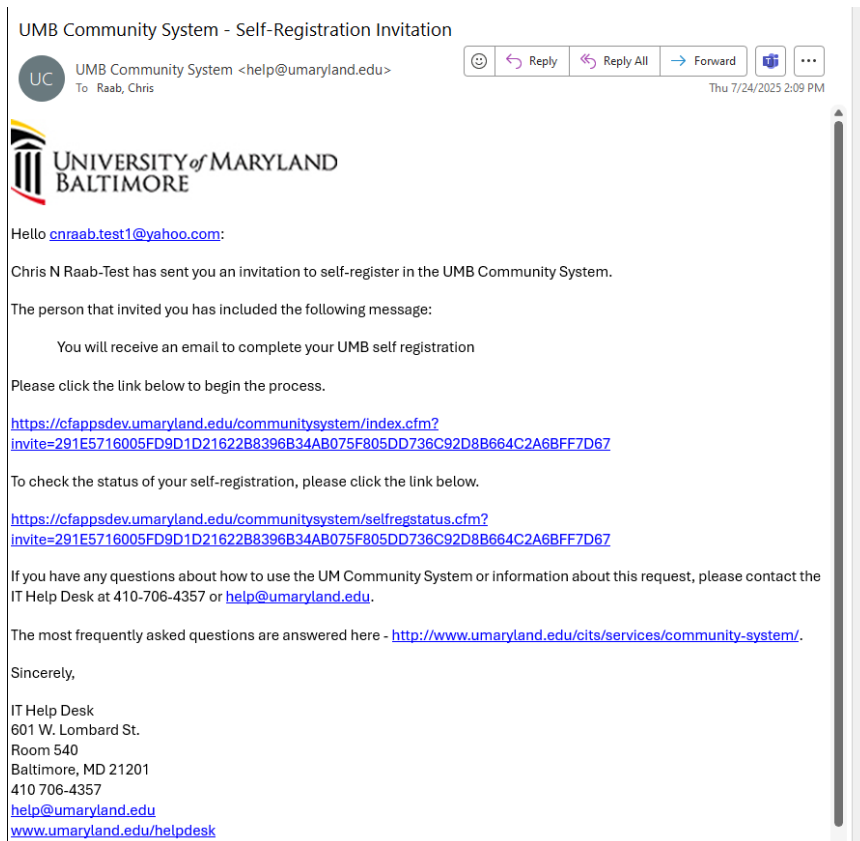 UMB Community System - Self-Registration Invitation
UC
UMB Community System <help@umaryland.edu>
To Raab, Chris
Reply
Reply All
Forward
Thu 7/24/2025 2:09 PM
UNIVERSITY of MARYLAND
BALTIMORE
Hello cnraab.test1@yahoo.com:
Chris N Raab-Test has sent you an invitation to self-register in the UMB Community System.
The person that invited you has included the following message:
You will receive an email to complete your UMB self registration
Please click the link below to begin the process.
https://cfappsdev.umaryland.edu/communitysystem/index.cfm?
invite=291E5716005FD9D1D21622B8396B34AB075F805DD736C92D8B664C2A6BFF7D67
To check the status of your self-registration, please click the link below.
https://cfappsdev.umaryland.edu/communitysystem/selfregstatus.cfm?
invite=291E5716005FD9D1D21622B8396B34AB075F805DD736C92D8B664C2A6BFF7D67
If you have any questions about how to use the UM Community System or information about this request, please contact the
IT Help Desk at 410-706-4357 or help@umaryland.edu.
The most frequently asked questions are answered here - http://www.umaryland.edu/cits/services/community-system/.
Sincerely,
IT Help Desk
601 W. Lombard St.
Room 540
Baltimore, MD 21201
410 706-4357
help@umaryland.edu
www.umaryland.edu/helpdesk